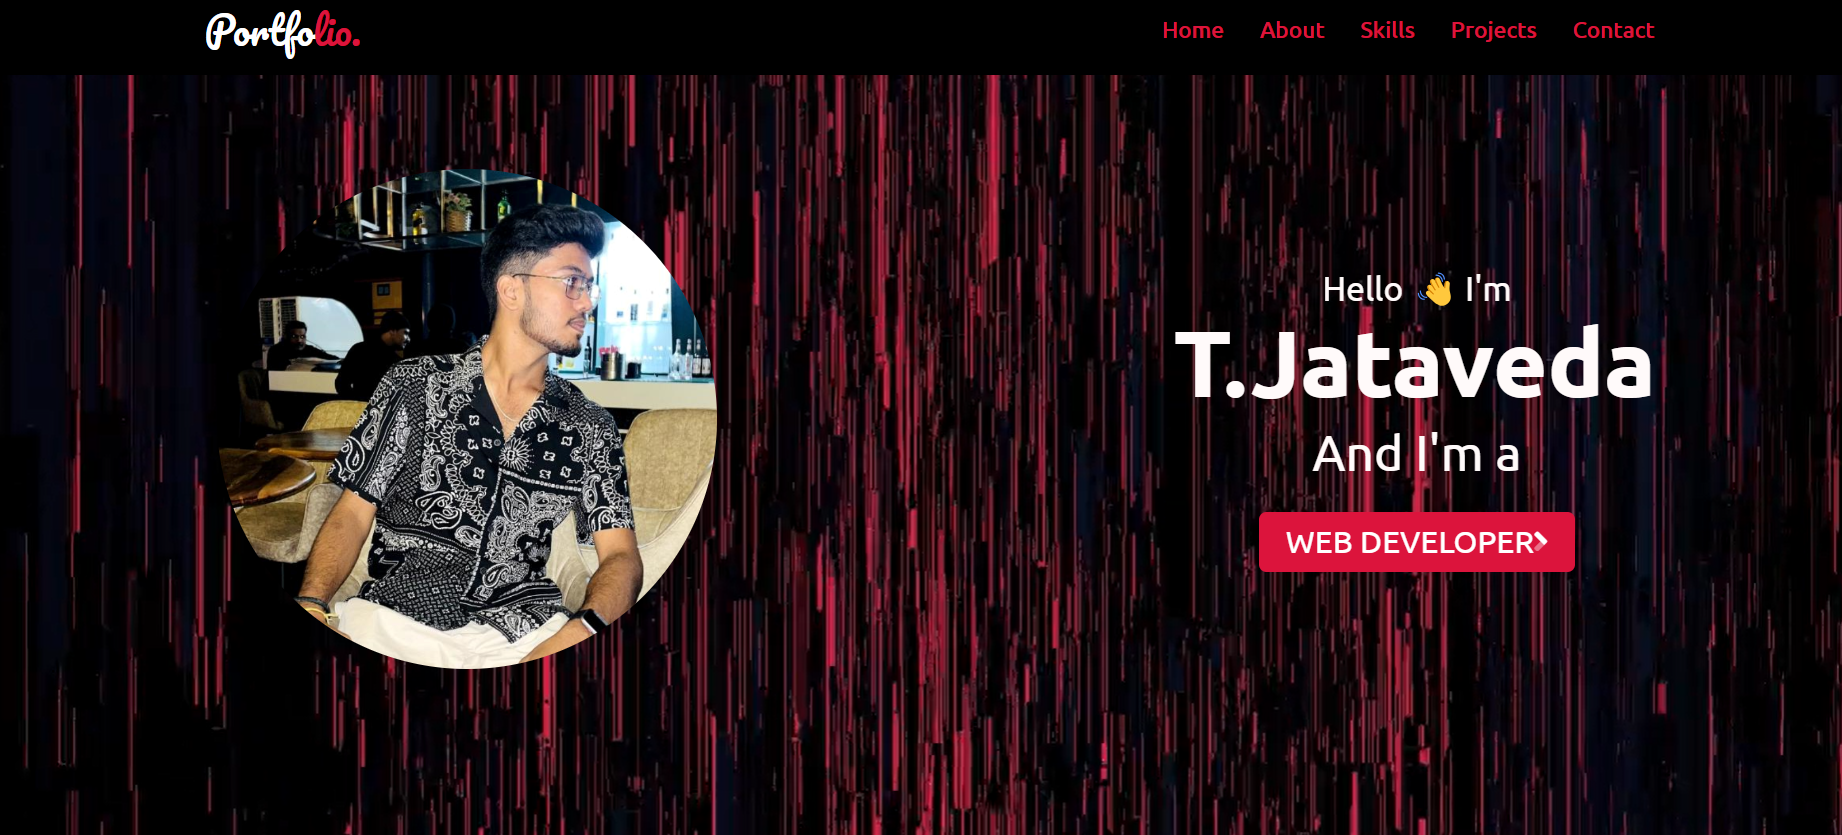 Portfolio.
Home About Skills Projects Contact
Hello 👋 I'm
T.Jataveda
And I'm a
WEB DEVELOPER